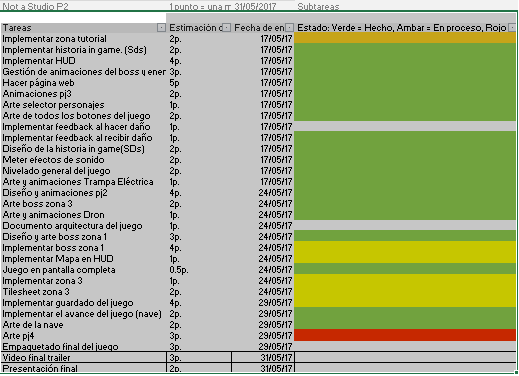 Not a Studio P2 1punto = una m 31/05/2017 Subtareas
Tareas Estimación d Fecha de en Estado: Verde = Hecho, Ambar = En proceso, Rojo
Implementar zona tutorial 2p. 17/05/17
Implementar historia in game. (Sds) 2p. 17/05/17
Implementar HUD 4p. 17/05/17
Gestión de animaciones del boss y ener 3p. 17/05/17
Hacer página web 5p 17/05/17
Animaciones pj3 2p. 17/05/17
Arte selector personajes 1p. 17/05/17
Arte de todos los botones del juego 2p. 17/05/17
Implementar feedback al hacer daño 1p. 17/05/17
Implementar feedback al recibir daño 1p. 17/05/17
Diseño de la historia in game(SDs) 2p. 17/05/17
Meter efectos de sonido 2p. 17/05/17
Nivelado general del juego 2p. 17/05/17
Arte y animaciones Trampa Eléctrica 1p. 17/05/17
Diseño y animaciones pj2 4p. 24/05/17
Arte boss zona 3 2p. 24/05/17
Arte y animaciones Dron 1p. 24/05/17
Documento arquitectura del juego 1p. 24/05/17
Diseño y arte boss zona 1 3p. 24/05/17
Implementar boss zona 1 4p. 24/05/17
Implementar Mapa en HUD 1p. 24/05/17
Juego en pantalla completa 0.5p. 24/05/17
Implementar zona 3 1p. 24/05/17
Tilesheet zona 3 2p. 24/05/17
Implementar guardado del juego 4p. 29/05/17
Implementar el avance del juego (nave) 2p. 29/05/17
Arte de la nave 2p. 29/05/17
Arte pj4 3p. 29/05/17
Empaquetado final del juego 3p. 29/05/17
Video final trailer 3p. 31/05/17
Presentación final 2p. 31/05/17